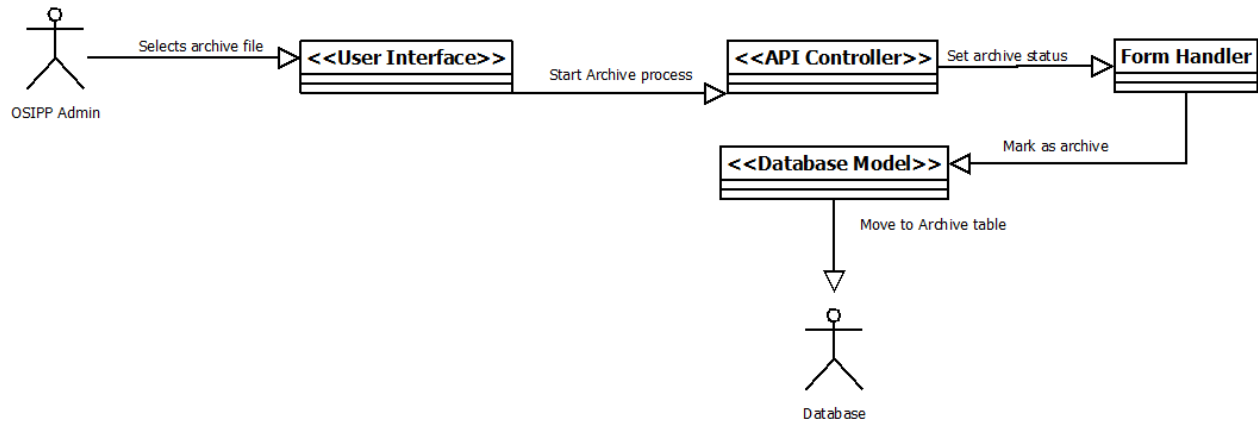 Selects archive file
<<User Interface>>
Start Archive process
<<API Controller>>
Set archive status
Form Handler
OSIPP Admin
Mark as archive
<<Database Model>>
Move to Archive table
Database